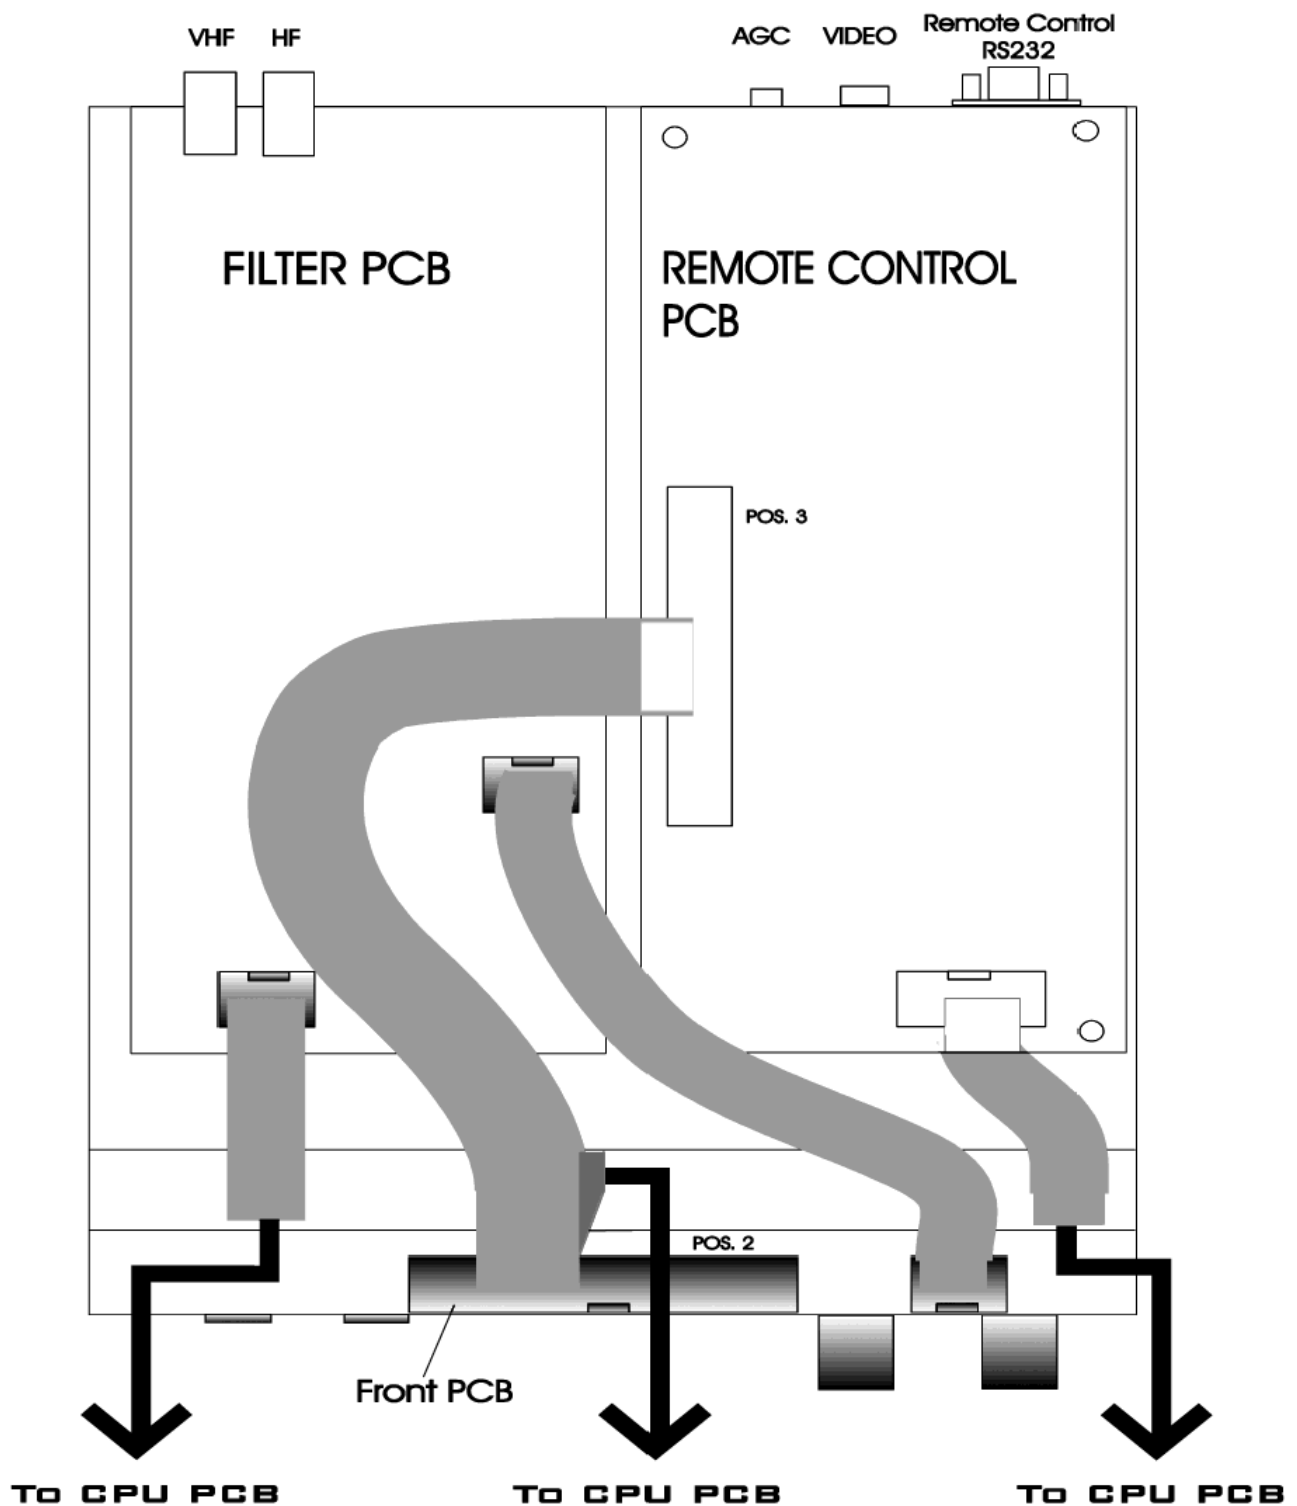 VHF HF AGC VIDEO Remote Control
RS232
FILTER PCB
REMOTE CONTROL
PCB
POS. 3
POS. 2
Front PCB
To CPU PCB To CPU PCB To CPU PCB